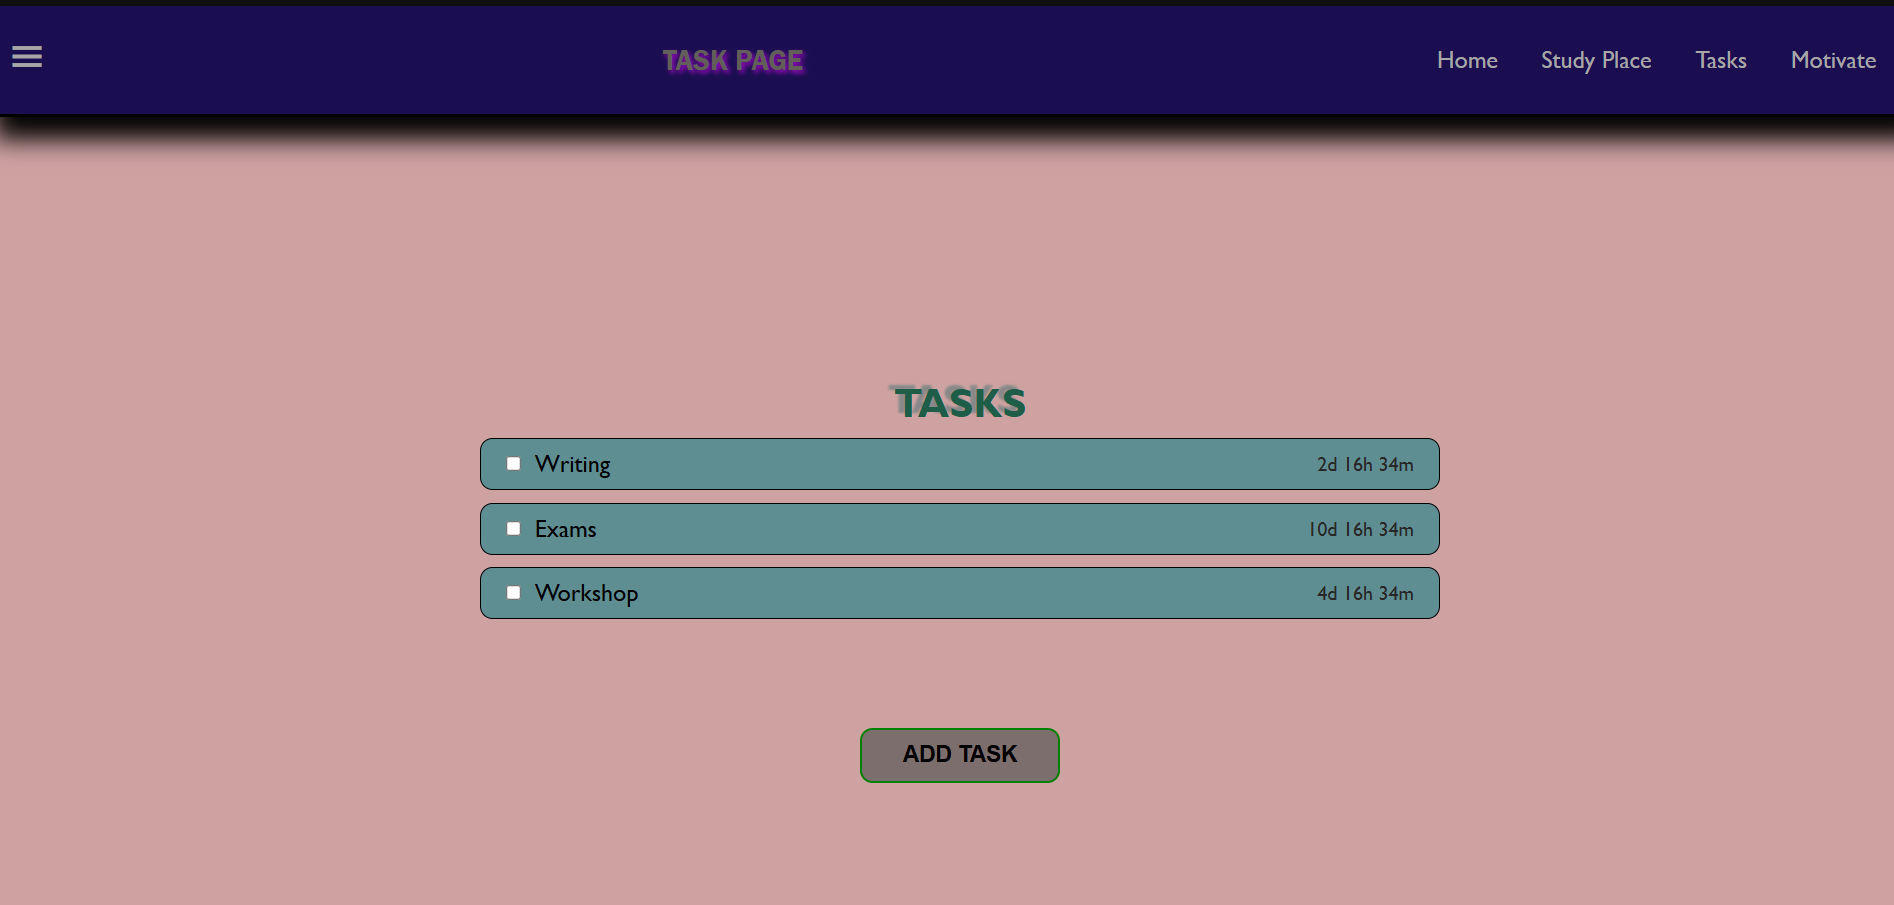 TASK PAGE
Home Study Place Tasks Motivate
TASKS
Writing 2d 16h 34m
Exams 10d 16h 34m
Workshop 4d 16h 34m
ADD TASK